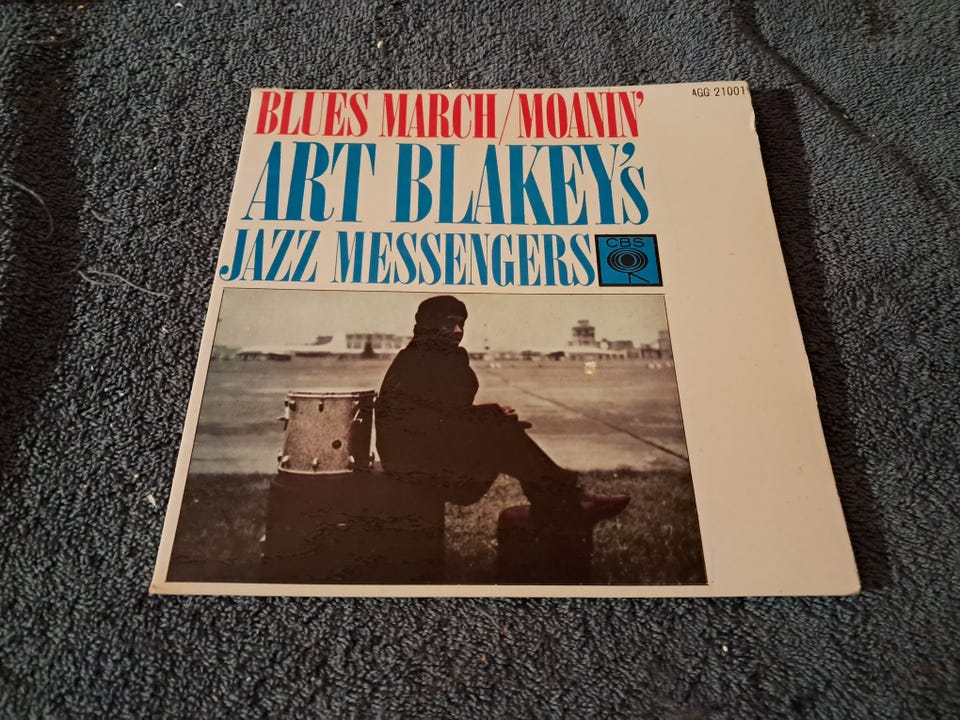 AGG 21001
BLUES MARCH/MOANIN'
ART BLAKEY'S
JAZZ MESSENGERS
CBS